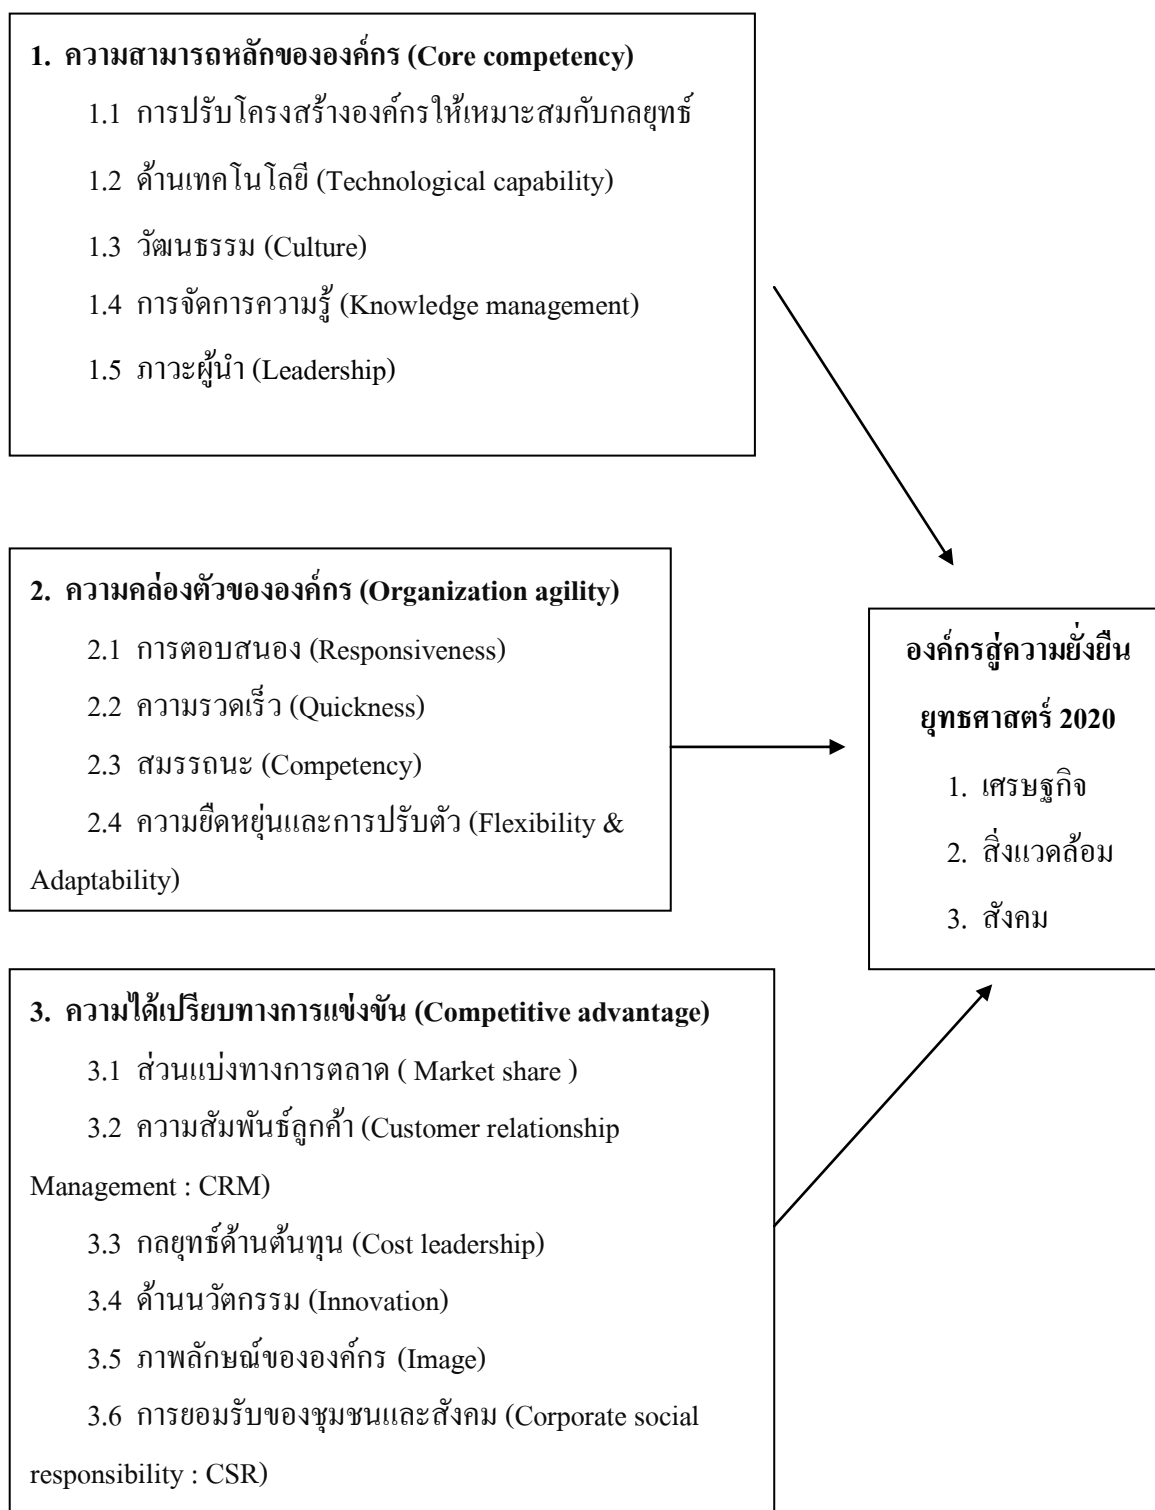 1. ความสามารถหลักขององค์กร (Core competency)
1.1 การปรับโครงสร้างองค์กรให้เหมาะสมกับกลยุทธ์
1.2 ด้านเทคโนโลยี (Technological capability)
1.3 วัฒนธรรม (Culture)
1.4 การจัดการความรู้ (Knowledge management)
1.5 ภาวะผู้นำ (Leadership)
2. ความคล่องตัวขององค์กร (Organization agility)
2.1 การตอบสนอง (Responsiveness)
2.2 ความรวดเร็ว (Quickness)
2.3 สมรรถนะ (Competency)
2.4 ความยืดหยุ่นและการปรับตัว (Flexibility &
Adaptability)
องค์กรสู่ความยั่งยืน
ยุทธศาสตร์ 2020
1. เศรษฐกิจ
2. สิ่งแวดล้อม
3. สังคม
3. ความได้เปรียบทางการแข่งขัน (Competitive advantage)
3.1 ส่วนแบ่งทางการตลาด ( Market share )
3.2 ความสัมพันธ์ลูกค้า (Customer relationship
Management : CRM)
3.3 กลยุทธ์ด้านต้นทุน (Cost leadership)
3.4 ด้านนวัตกรรม (Innovation)
3.5 ภาพลักษณ์ขององค์กร (Image)
3.6 การยอมรับของชุมชนและสังคม (Corporate social
responsibility : CSR)